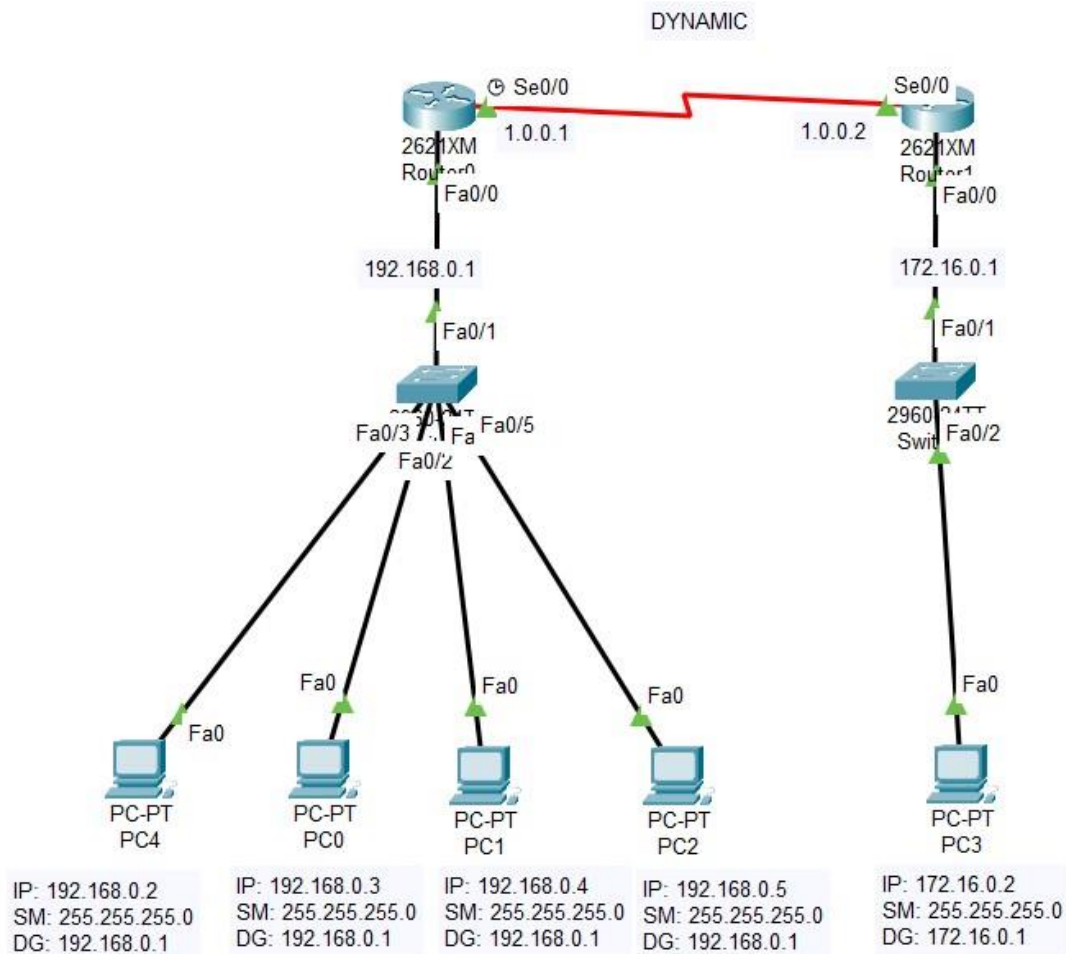 DYNAMIC
Se0/0
Se0/0
1.0.0.1
1.0.0.2
2621XM
Router0
2621XM
Router1
Fa0/0
Fa0/0
192.168.0.1
172.16.0.1
Fa0/1
Fa0/1
Fa0/3
Fa
Fa0/5
Fa0/2
Fa0/2
Fa0
Fa0
Fa0
Fa0
Fa0
PC-PT
PC4
PC-PT
PC0
PC-PT
PC1
PC-PT
PC2
PC-PT
PC3
IP: 192.168.0.2
SM: 255.255.255.0
DG: 192.168.0.1
IP: 192.168.0.3
SM: 255.255.255.0
DG: 192.168.0.1
IP: 192.168.0.4
SM: 255.255.255.0
DG: 192.168.0.1
IP: 192.168.0.5
SM: 255.255.255.0
DG: 192.168.0.1
IP: 172.16.0.2
SM: 255.255.255.0
DG: 172.16.0.1